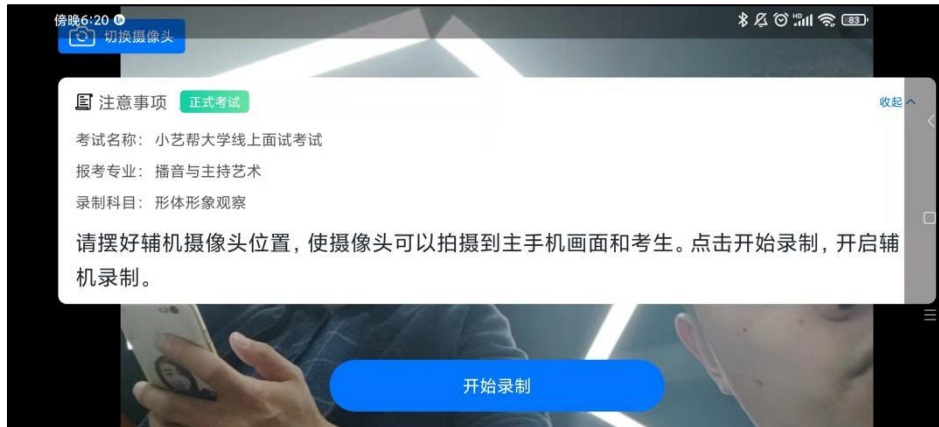 傍晚6:20
83
切换摄像头
注意事项 正式考试 收起
考试名称： 小艺帮大学线上面试考试
报考专业： 播音与主持艺术
录制科目： 形体形象观察
请摆好辅机摄像头位置，使摄像头可以拍摄到主手机画面和考生。点击开始录制，开启辅
机录制。
开始录制